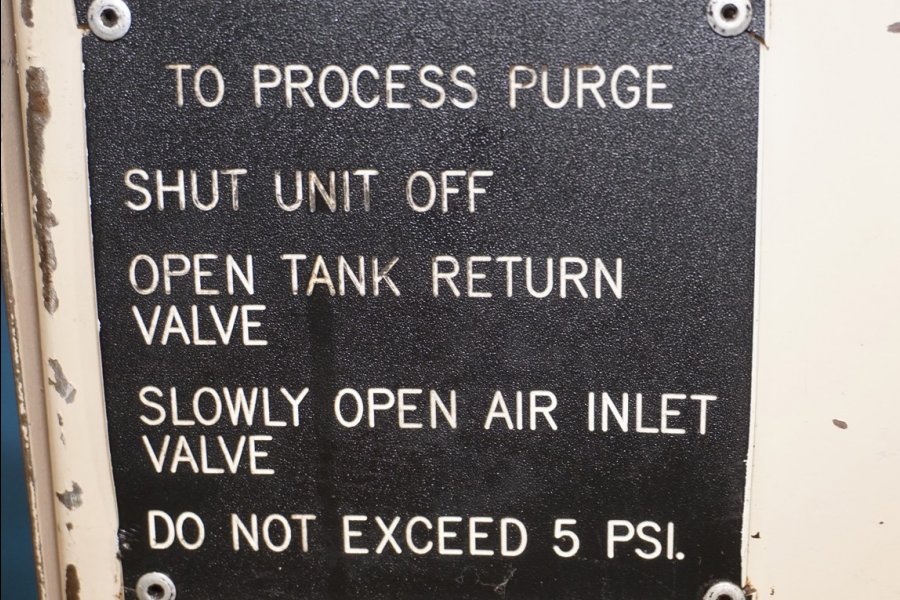 TO PROCESS PURGE
SHUT UNIT OFF
OPEN TANK RETURN
VALVE
SLOWLY OPEN AIR INLET
VALVE
DO NOT EXCEED 5 PSI.